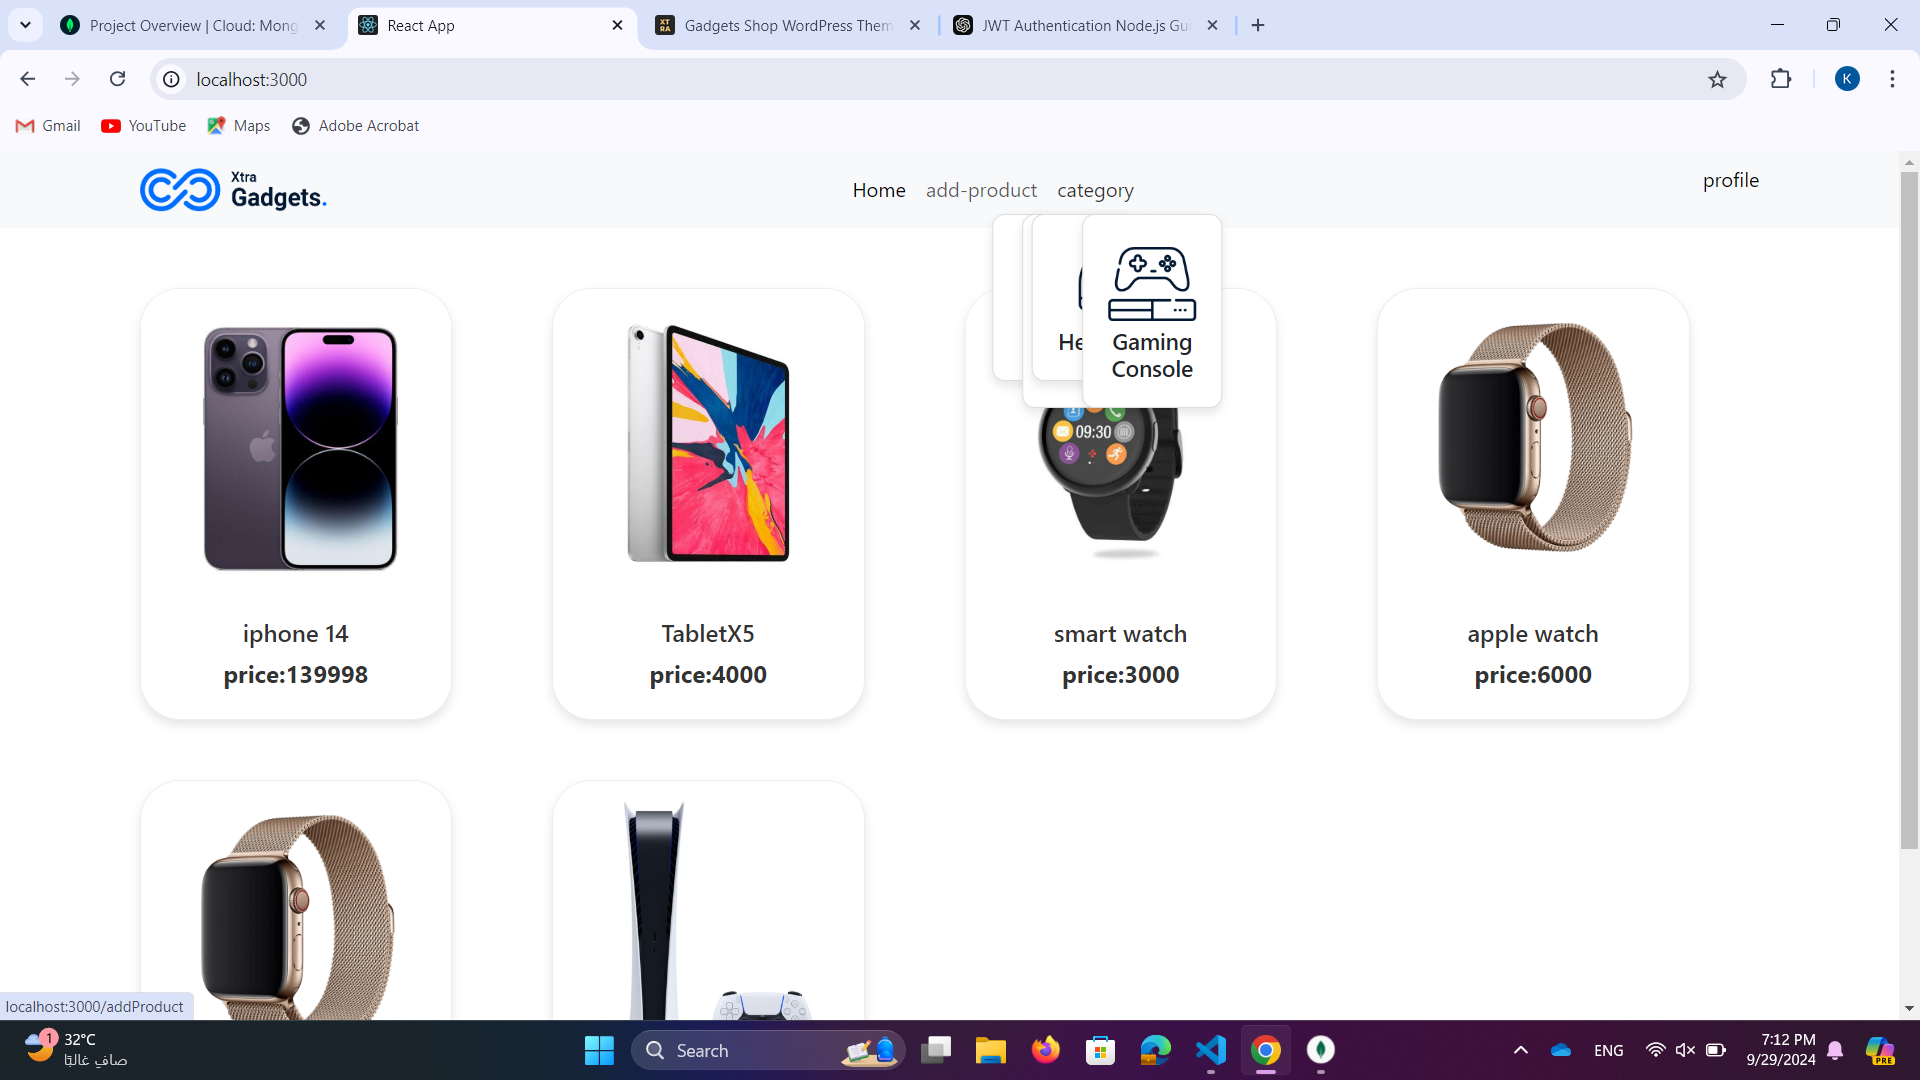 Project Overview | Cloud: Mong
React App
Gadgets Shop WordPress Them
JWT Authentication Node.js Gui
localhost:3000
K
Gmail
YouTube
Maps
Adobe Acrobat
Xtra
Gadgets.
Home
add-product
category
profile
He
Gaming
Console
09:30
iphone 14
price:139998
TabletX5
price:4000
smart watch
price:3000
apple watch
price:6000
localhost:3000/addProduct
1
32°C
صافٍ غالبًا
Search
ENG
7:12 PM
9/29/2024
PRE